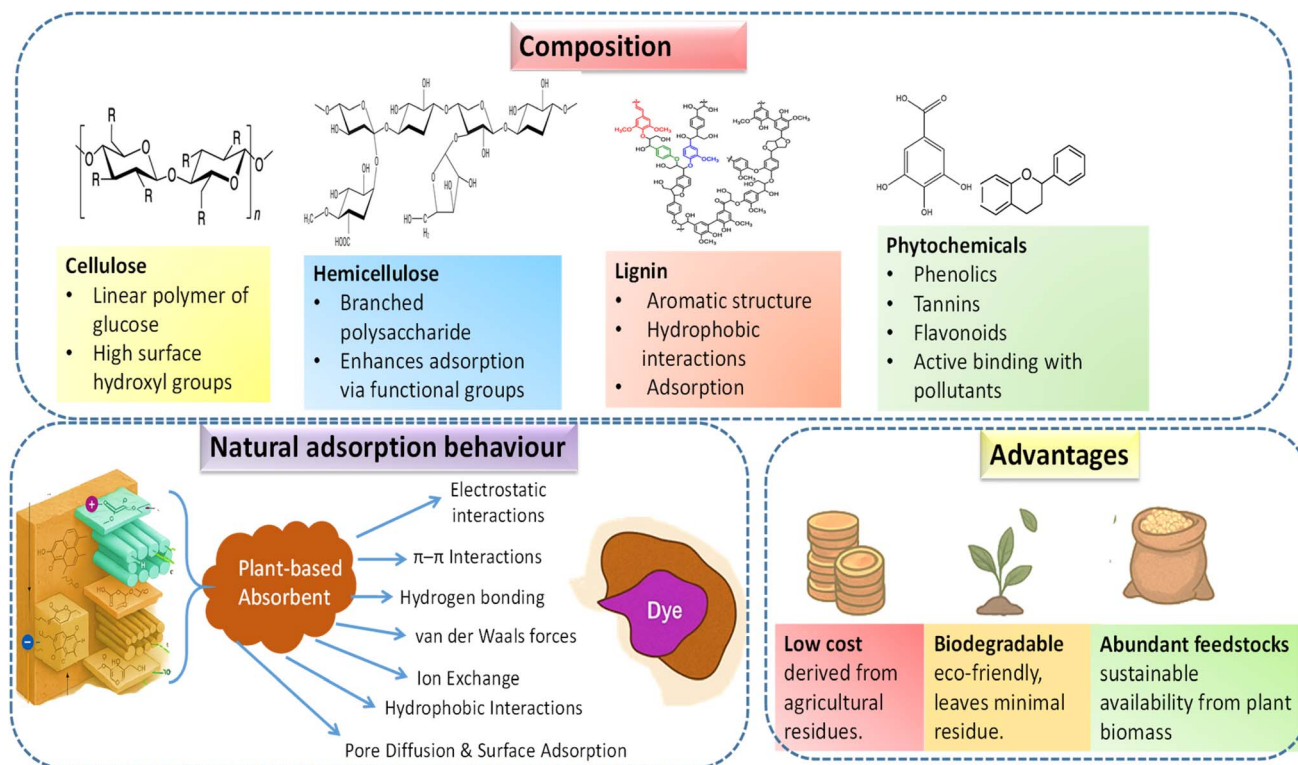 Composition
Cellulose
• Linear polymer of
glucose
• High surface
hydroxyl groups
Hemicellulose
• Branched
polysaccharide
• Enhances adsorption
via functional groups
Lignin
• Aromatic structure
• Hydrophobic
interactions
• Adsorption
Phytochemicals
• Phenolics
• Tannins
• Flavonoids
• Active binding with
pollutants
Natural adsorption behaviour
Plant-based
Absorbent
Electrostatic
interactions
π–π Interactions
Hydrogen bonding
van der Waals forces
Ion Exchange
Hydrophobic Interactions
Pore Diffusion & Surface Adsorption
Dye
Advantages
Low cost
derived from
agricultural
residues.
Biodegradable
eco-friendly,
leaves minimal
residue.
Abundant feedstocks
sustainable
availability from plant
biomass